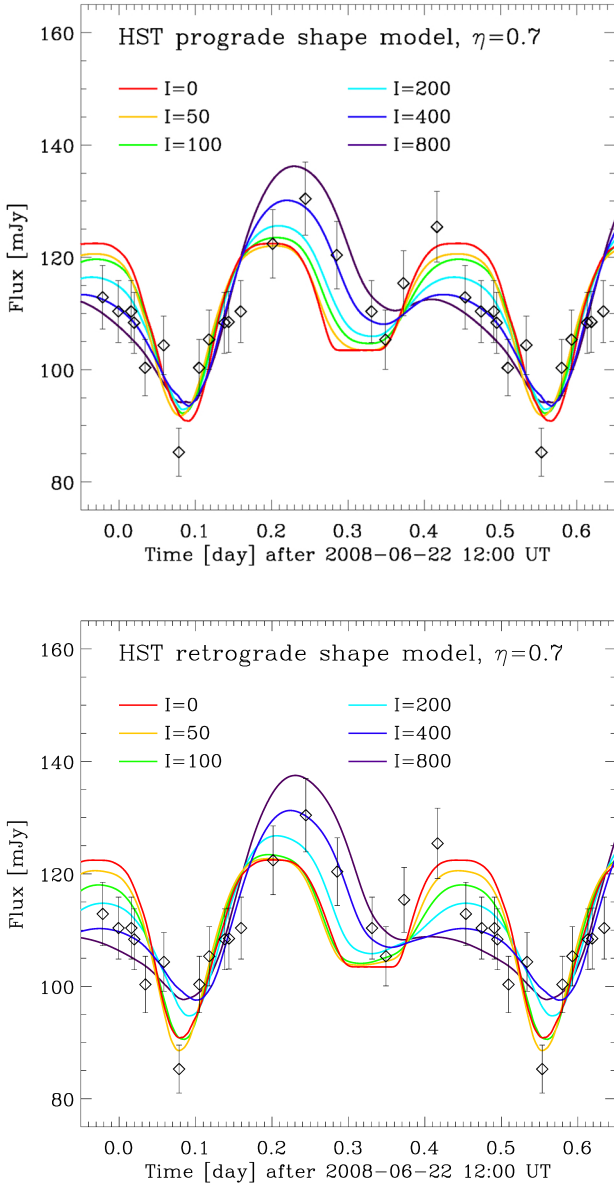 HST prograde shape model, η=0.7
I=0 I=200
I=50 I=400
I=100 I=800
160
140
120
100
80
Flux [mJy]
0.0 0.1 0.2 0.3 0.4 0.5 0.6
Time [day] after 2008-06-22 12:00 UT
HST retrograde shape model, η=0.7
I=0 I=200
I=50 I=400
I=100 I=800
160
140
120
100
80
Flux [mJy]
0.0 0.1 0.2 0.3 0.4 0.5 0.6
Time [day] after 2008-06-22 12:00 UT